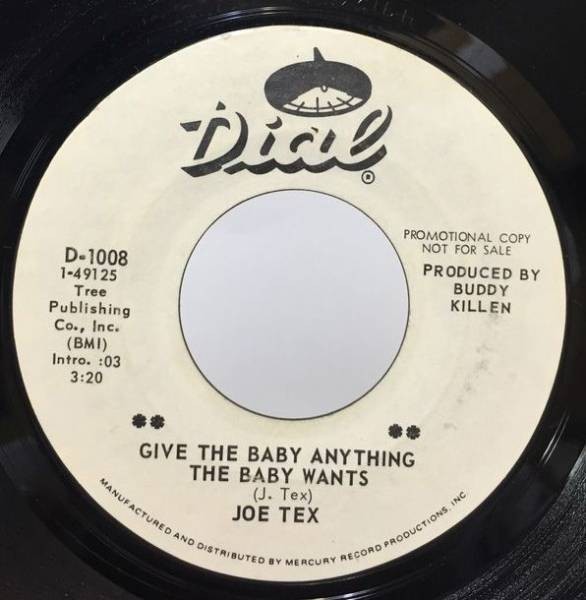 Dial
®
PROMOTIONAL COPY
NOT FOR SALE
PRODUCED BY
BUDDY
KILLEN
D-1008
1-49125
Tree
Publishing
Co., Inc.
(BMI)
Intro. :03
3:20
GIVE THE BABY ANYTHING
THE BABY WANTS
(J. Tex)
JOE TEX
MANUFACTURED AND DISTRIBUTED BY MERCURY RECORD PRODUCTIONS, INC